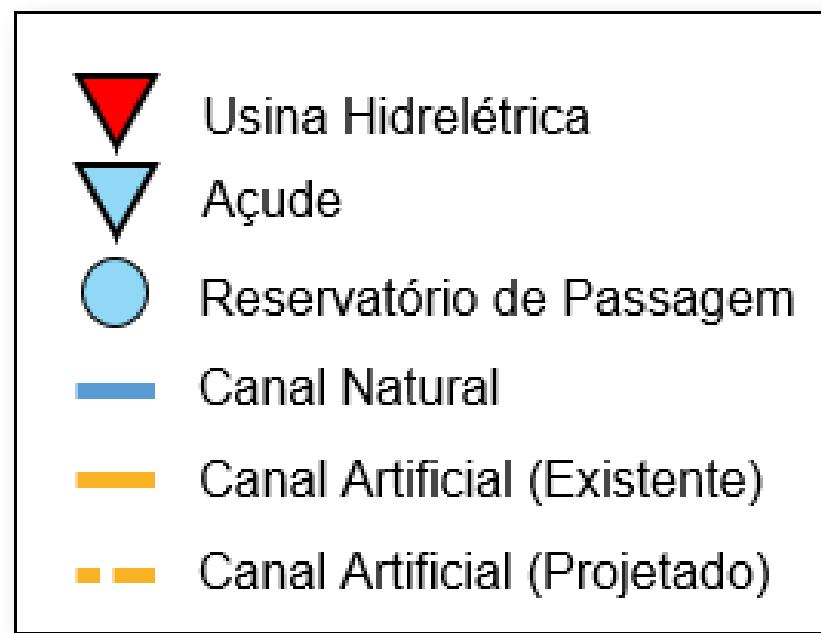 Usina Hidrelétrica
Açude
Reservatório de Passagem
Canal Natural
Canal Artificial (Existente)
Canal Artificial (Projetado)